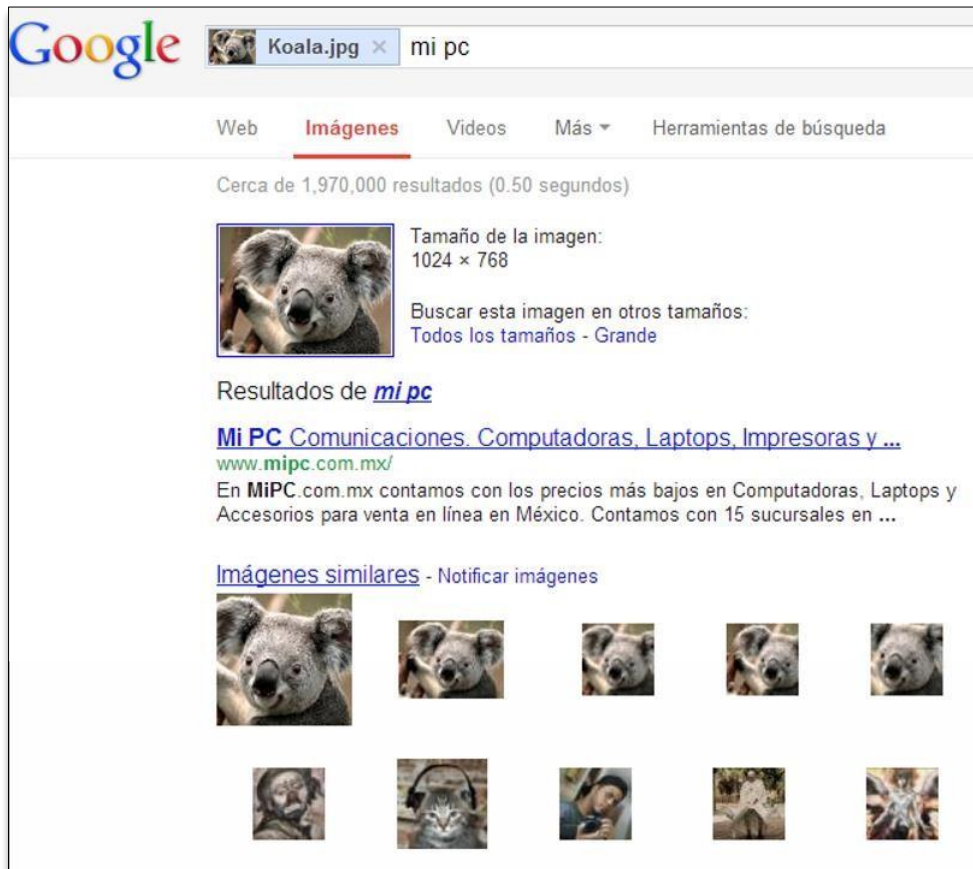 Google Koala.jpg × mi pc
Web Imágenes Videos Más Herramientas de búsqueda
Cerca de 1,970,000 resultados (0.50 segundos)
Tamaño de la imagen:
1024 × 768
Buscar esta imagen en otros tamaños:
Todos los tamaños - Grande
Resultados de mi pc
Mi PC Comunicaciones. Computadoras, Laptops, Impresoras y ...
www.mipc.com.mx/
En MiPC.com.mx contamos con los precios más bajos en Computadoras, Laptops y
Accesorios para venta en línea en México. Contamos con 15 sucursales en ...
Imágenes similares - Notificar imágenes